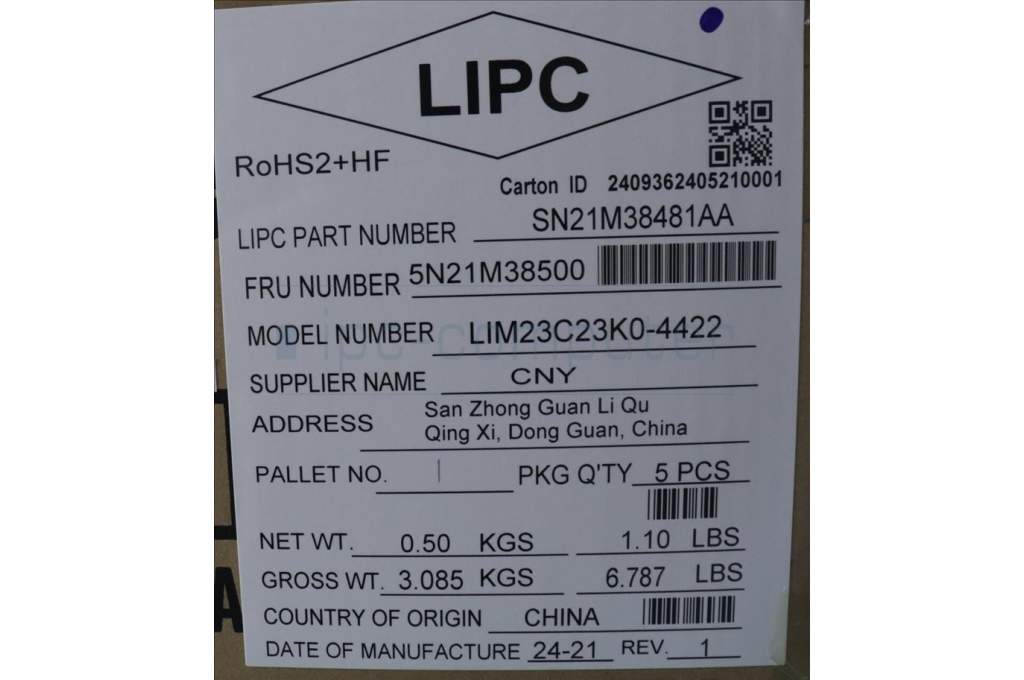 LIPC
RoHS2+HF
Carton ID 2409362405210001
LIPC PART NUMBER SN21M38481AA
FRU NUMBER 5N21M38500
MODEL NUMBER LIM23C23K0-4422
ipc-computer
SUPPLIER NAME CNY
ADDRESS San Zhong Guan Li Qu
Qing Xi, Dong Guan, China
PALLET NO. 1 PKG Q'TY 5 PCS
NET WT. 0.50 KGS 1.10 LBS
GROSS WT. 3.085 KGS 6.787 LBS
COUNTRY OF ORIGIN CHINA
DATE OF MANUFACTURE 24-21 REV. 1